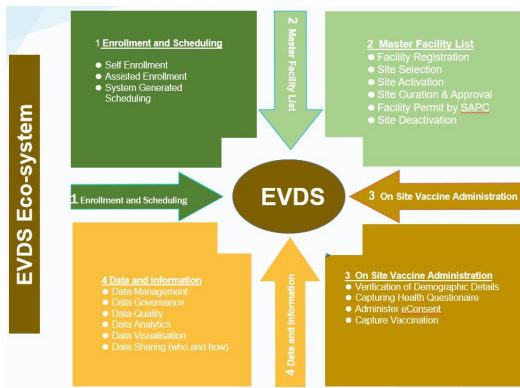 EVDS Eco-system
1 Enrollment and Scheduling
● Self Enrollment
● Assisted Enrollment
● System Generated
Scheduling
2 Master Facility List
2 Master Facility List
● Facility Registration
● Site Selection
● Site Activation
● Site Curation & Approval
● Facility Permit by SAPC
● Site Deactivation
1 Enrollment and Scheduling
EVDS
3 On Site Vaccine Administration
4 Data and Information
● Data Management
● Data Governance
● Data Quality
● Data Analytics
● Data Visualisation
● Data Sharing (who and how)
4 Data and Information
3 On Site Vaccine Administration
● Verification of Demographic Details
● Capturing Health Questionaire
● Administer eConsent
● Capture Vaccination